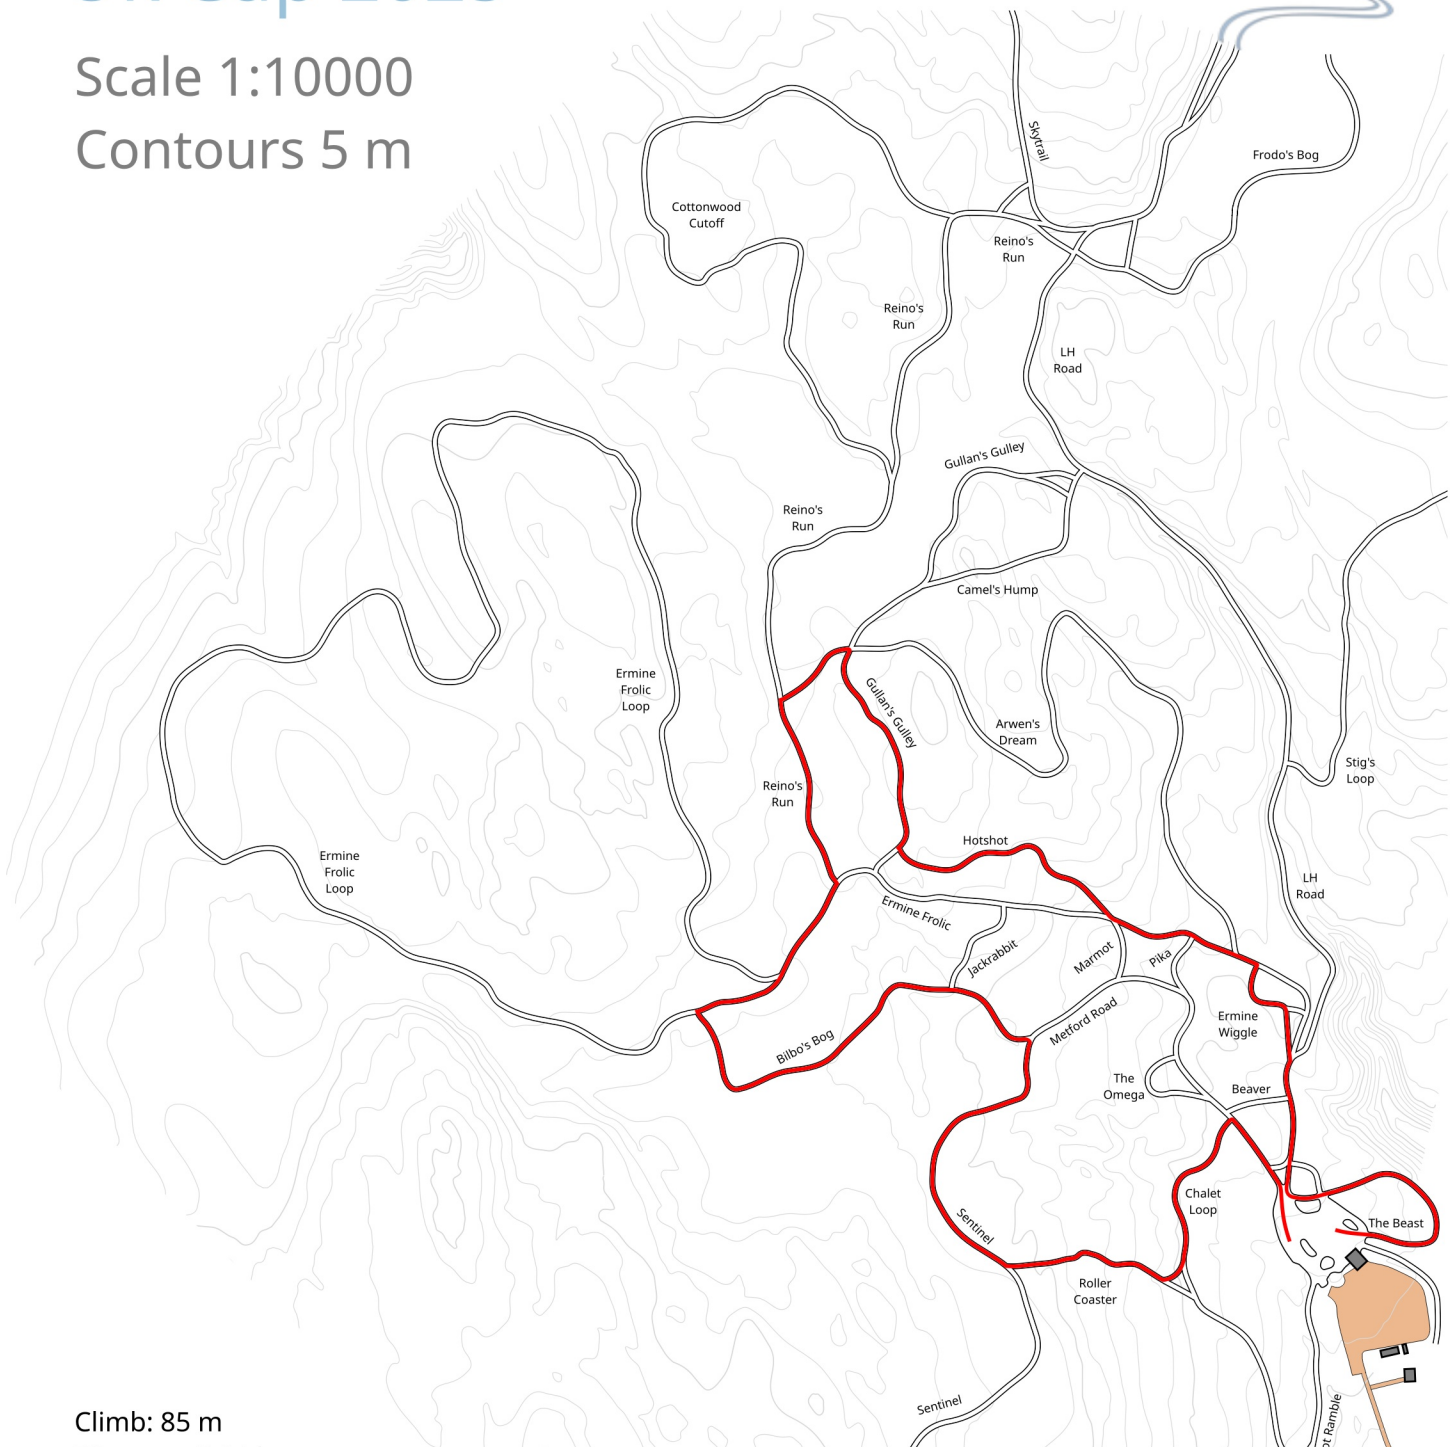 Scale 1:10000
Contours 5 m
Skytrail
Frodo's Bog
Cottonwood
Cutoff
Reino's
Run
Reino's
Run
LH
Road
Gullan's Gulley
Reino's
Run
Camel's Hump
Ermine
Frolic
Loop
Gullan's Gulley
Arwen's
Dream
Stig's
Loop
Reino's
Run
Hotshot
Ermine
Frolic
Loop
LH
Road
Ermine Frolic
Jackrabbit
Marmot
Pika
Metford Road
Ermine
Wiggle
Bilbo's Bog
The
Omega
Beaver
Chalet
Loop
The Beast
Sentinel
Roller
Coaster
Sentinel
Ramble
Climb: 85 m